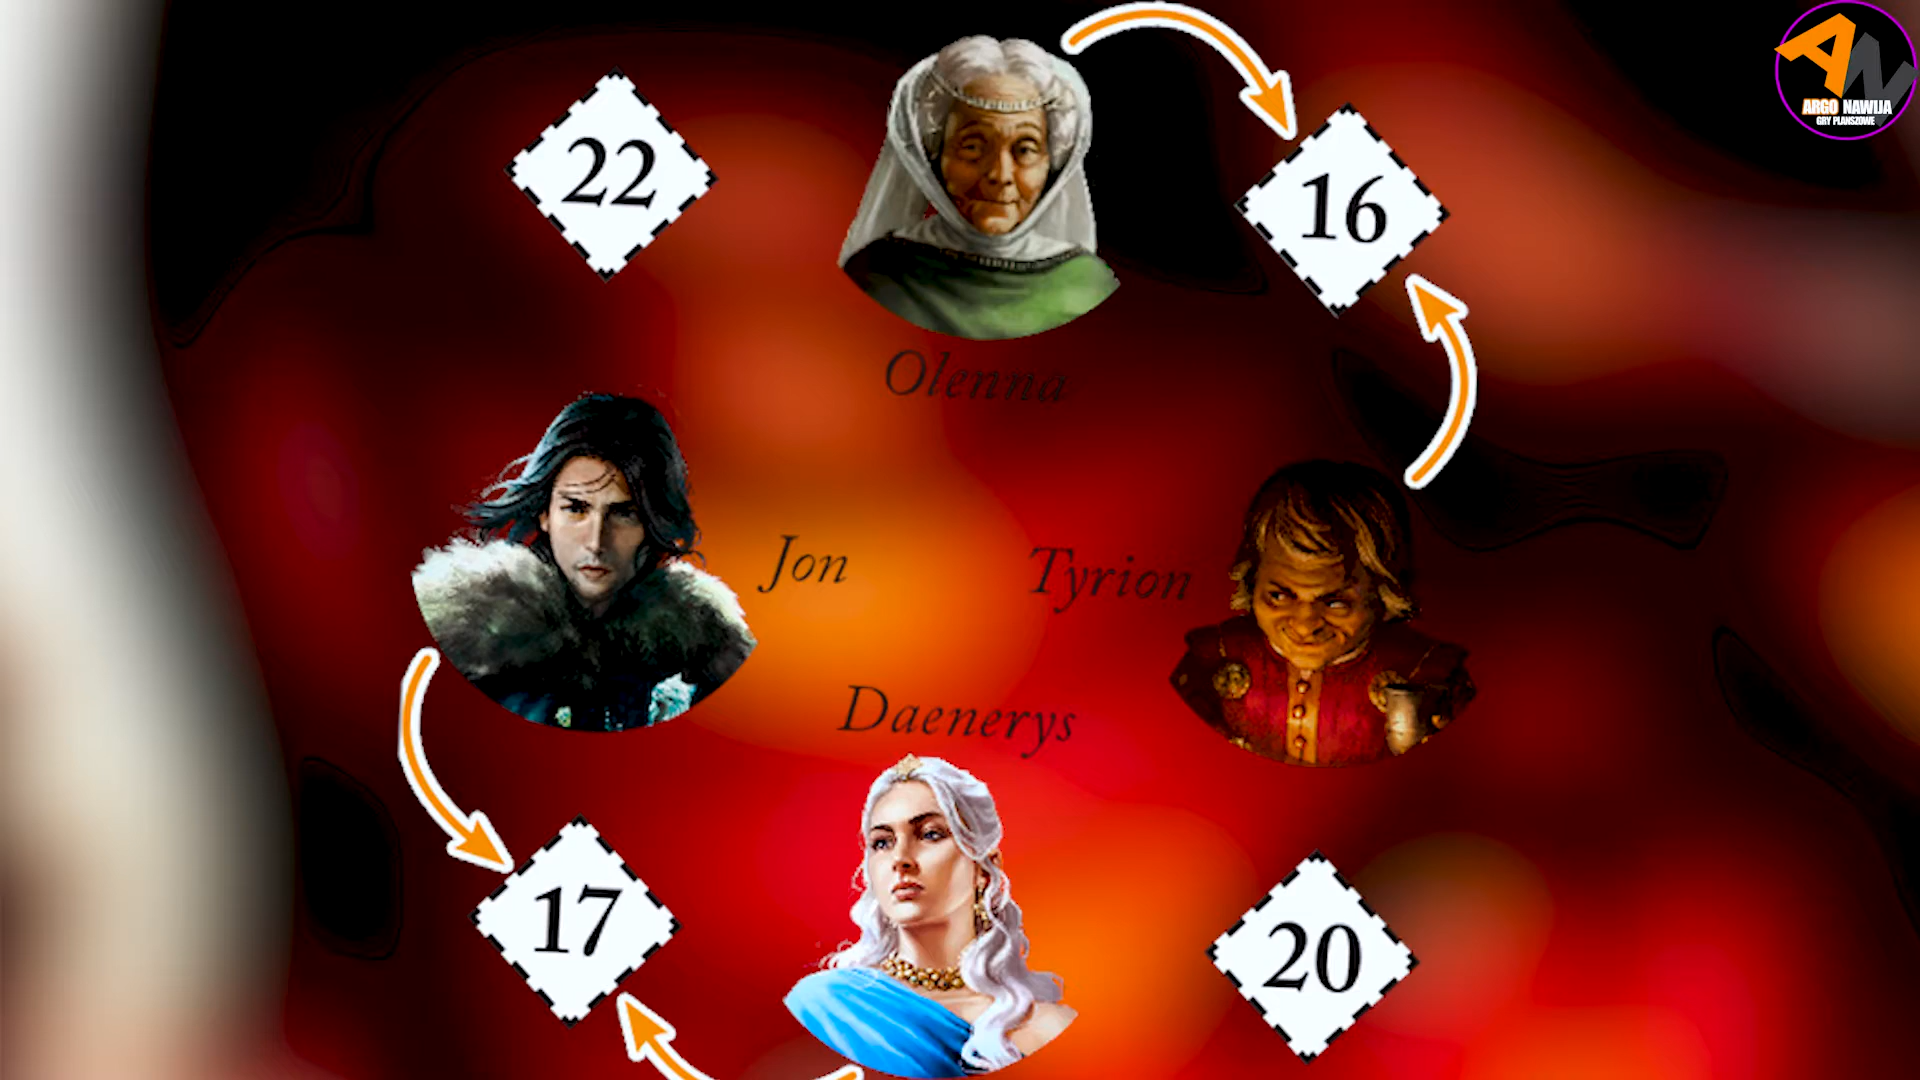 22
16
ARGO NAWIJA
GRY PLANSZOWE
Olenna
Jon
Tyrion
Daenerys
17
20